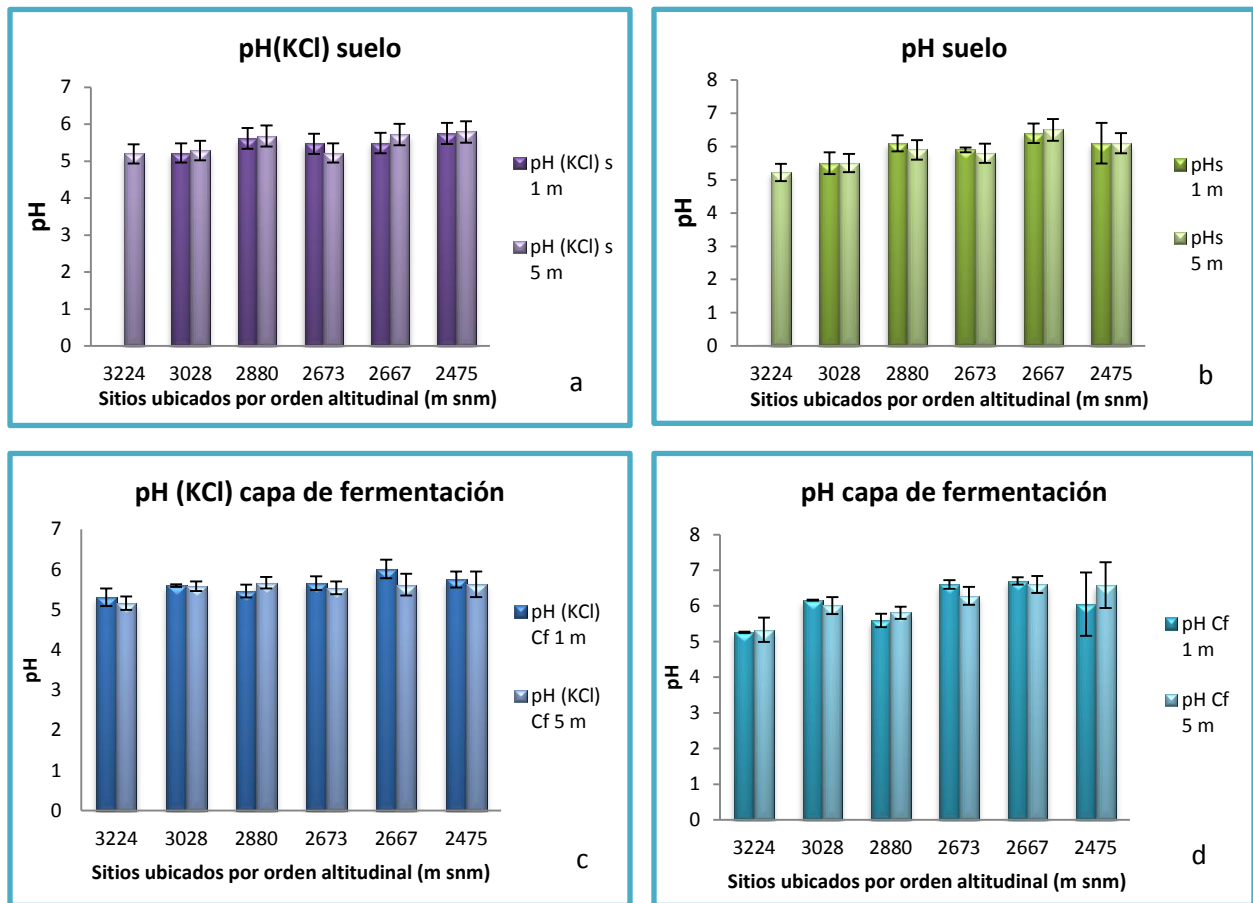 pH(KCl) suelo
7
6
5
4
3
2
1
0
pH
3224 3028 2880 2673 2667 2475
Sitios ubicados por orden altitudinal (m snm)
pH (KCl) s
1 m
pH (KCl) s
5 m
a
pH suelo
8
7
6
5
4
3
2
1
0
pH
3224 3028 2880 2673 2667 2475
Sitios ubicados por orden altitudinal (m snm)
pHs
1 m
pHs
5 m
b
pH (KCl) capa de fermentación
7
6
5
4
3
2
1
0
pH
3224 3028 2880 2673 2667 2475
Sitios ubicados por orden altitudinal (m snm)
pH (KCl)
Cf 1 m
pH (KCl)
Cf 5 m
c
pH capa de fermentación
8
7
6
5
4
3
2
1
0
pH
3224 3028 2880 2673 2667 2475
Sitios ubicados por orden altitudinal (m snm)
pH Cf
1 m
pH Cf
5 m
d